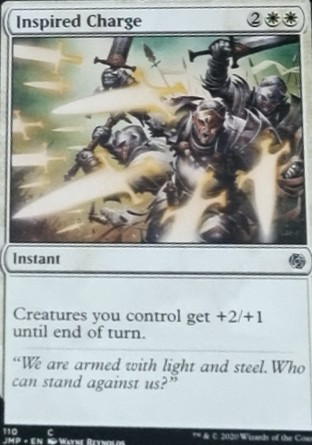 Inspired Charge 2
Instant
Creatures you control get +2/+1
until end of turn.
"We are armed with light and steel. Who
can stand against us?"
110 C
JMP • EN Wayne Reynolds ™ & © 2020 Wizards of the Coas